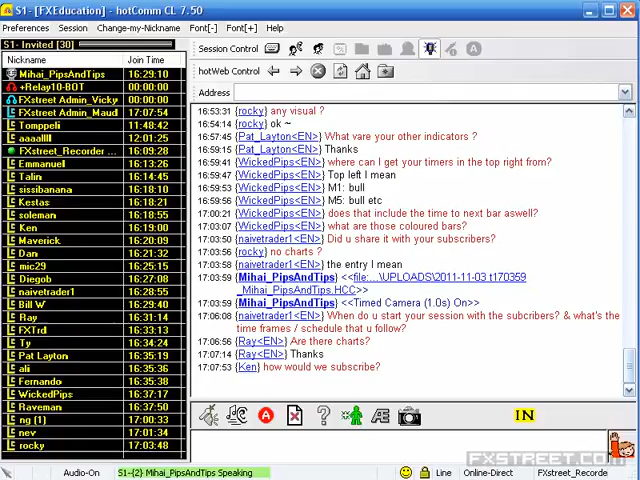 S1- [FXEducation] - hotComm CL 7.50
Preferences Session Change-my-Nickname Font[-] Font[+] Help
S1- Invited [30]
Nickname Join Time
Mihai_PipsAndTips 16:29:10
+Relay10-BOT 00:00:00
FXstreet Admin_Vicky 00:00:00
FXstreet Admin_Maud 17:07:54
Tomppeli 11:48:42
aaaallll 12:01:25
FXstreet_Recorder ... 16:09:28
Emmanuel 16:13:26
Talin 16:14:45
sissibanana 16:18:10
Kestas 16:18:21
soleman 16:18:55
Ken 16:19:00
Maverick 16:20:09
Dan 16:21:32
mic29 16:25:15
Diegob 16:27:08
naivetrader1 16:28:55
Bill W 16:29:40
Ray 16:31:14
FXTrd 16:33:13
Ty 16:34:24
Pat Layton 16:35:19
ali 16:35:36
Fernando 16:35:38
WickedPips 16:37:17
Raveman 16:37:50
ng (1) 17:00:33
nev 17:01:34
rocky 17:03:48
Session Control
A
hotWeb Control
Address
16:53:31 {rocky} any visual ?
16:54:14 {rocky} ok ~
16:57:45 {Pat_Layton<EN>} What vare your other indicators ?
16:59:15 {Pat_Layton<EN>} Thanks
16:59:41 {WickedPips<EN>} where can I get your timers in the top right from?
16:59:47 {WickedPips<EN>} Top left I mean
16:59:53 {WickedPips<EN>} M1: bull
16:59:56 {WickedPips<EN>} M5: bull etc
17:00:21 {WickedPips<EN>} does that include the time to next bar aswell?
17:03:07 {WickedPips<EN>} what are those coloured bars?
17:03:50 {naivetrader1<EN>} Did u share it with your subscribers?
17:03:56 {rocky} no charts ?
17:03:58 {naivetrader1<EN>} the entry I mean
17:03:59 {Mihai_PipsAndTips} <<file:...\UPLOADS\2011-11-03 t170359
_Mihai_PipsAndTips.HCC>>
17:03:59 {Mihai_PipsAndTips} <<Timed Camera (1.0s) On>>
17:06:08 {naivetrader1<EN>} When do u start your session with the subcribers? & what's the
time frames / schedule that u follow?
17:06:56 {Ray<EN>} Are there charts?
17:07:14 {Ray<EN>} Thanks
17:07:53 {Ken} how would we subscribe?
A ? Æ IN
FXSTREET.COM
Audio-On S1-{2} Mihai_PipsAndTips Speaking Line Online-Direct FXstreet_Recorde